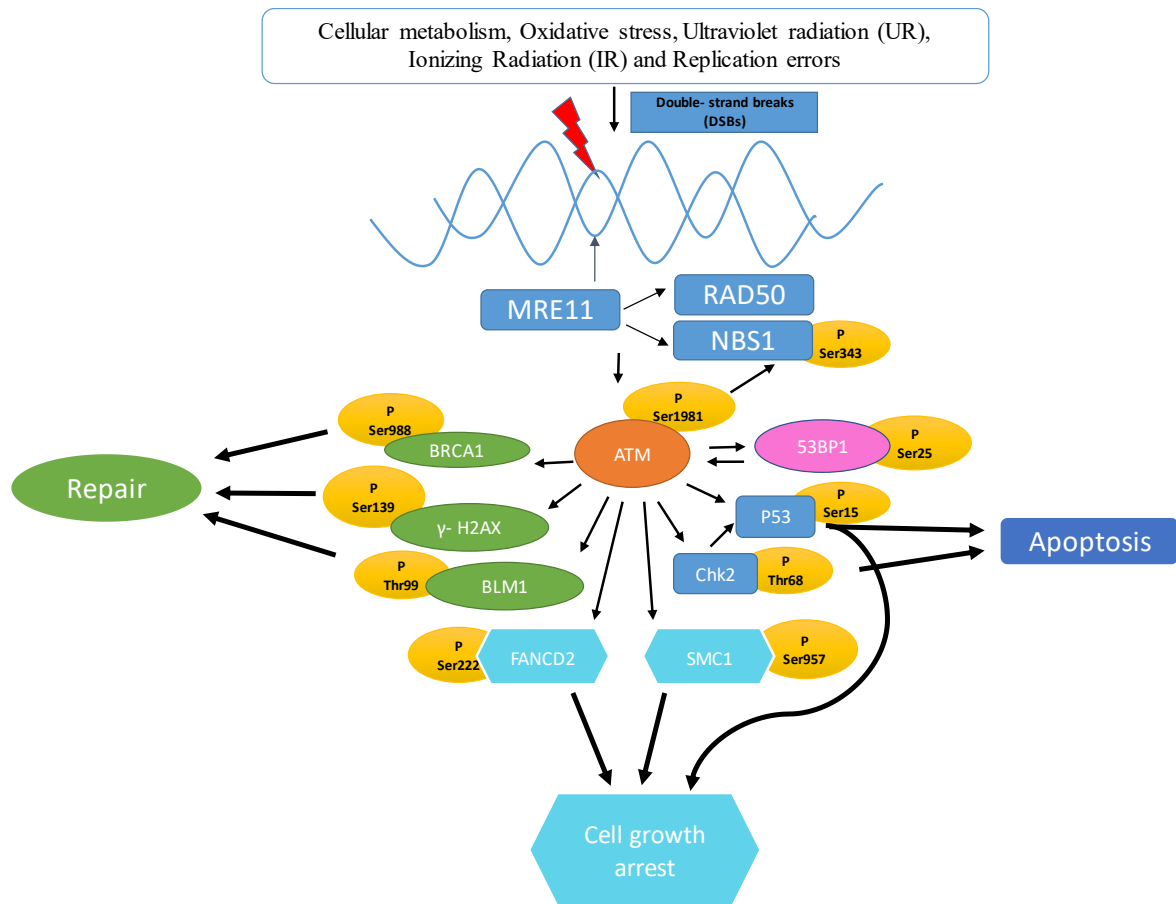 Cellular metabolism, Oxidative stress, Ultraviolet radiation (UR),
Ionizing Radiation (IR) and Replication errors
Double- strand breaks
(DSBs)
MRE11
RAD50
NBS1
P
Ser343
P
Ser1981
ATM
P
Ser988
BRCA1
53BP1
P
Ser25
Repair
P
Ser139
γ- H2AX
P53
P
Ser15
Apoptosis
P
Thr99
BLM1
Chk2
P
Thr68
P
Ser222
FANCD2
SMC1
P
Ser957
Cell growth
arrest